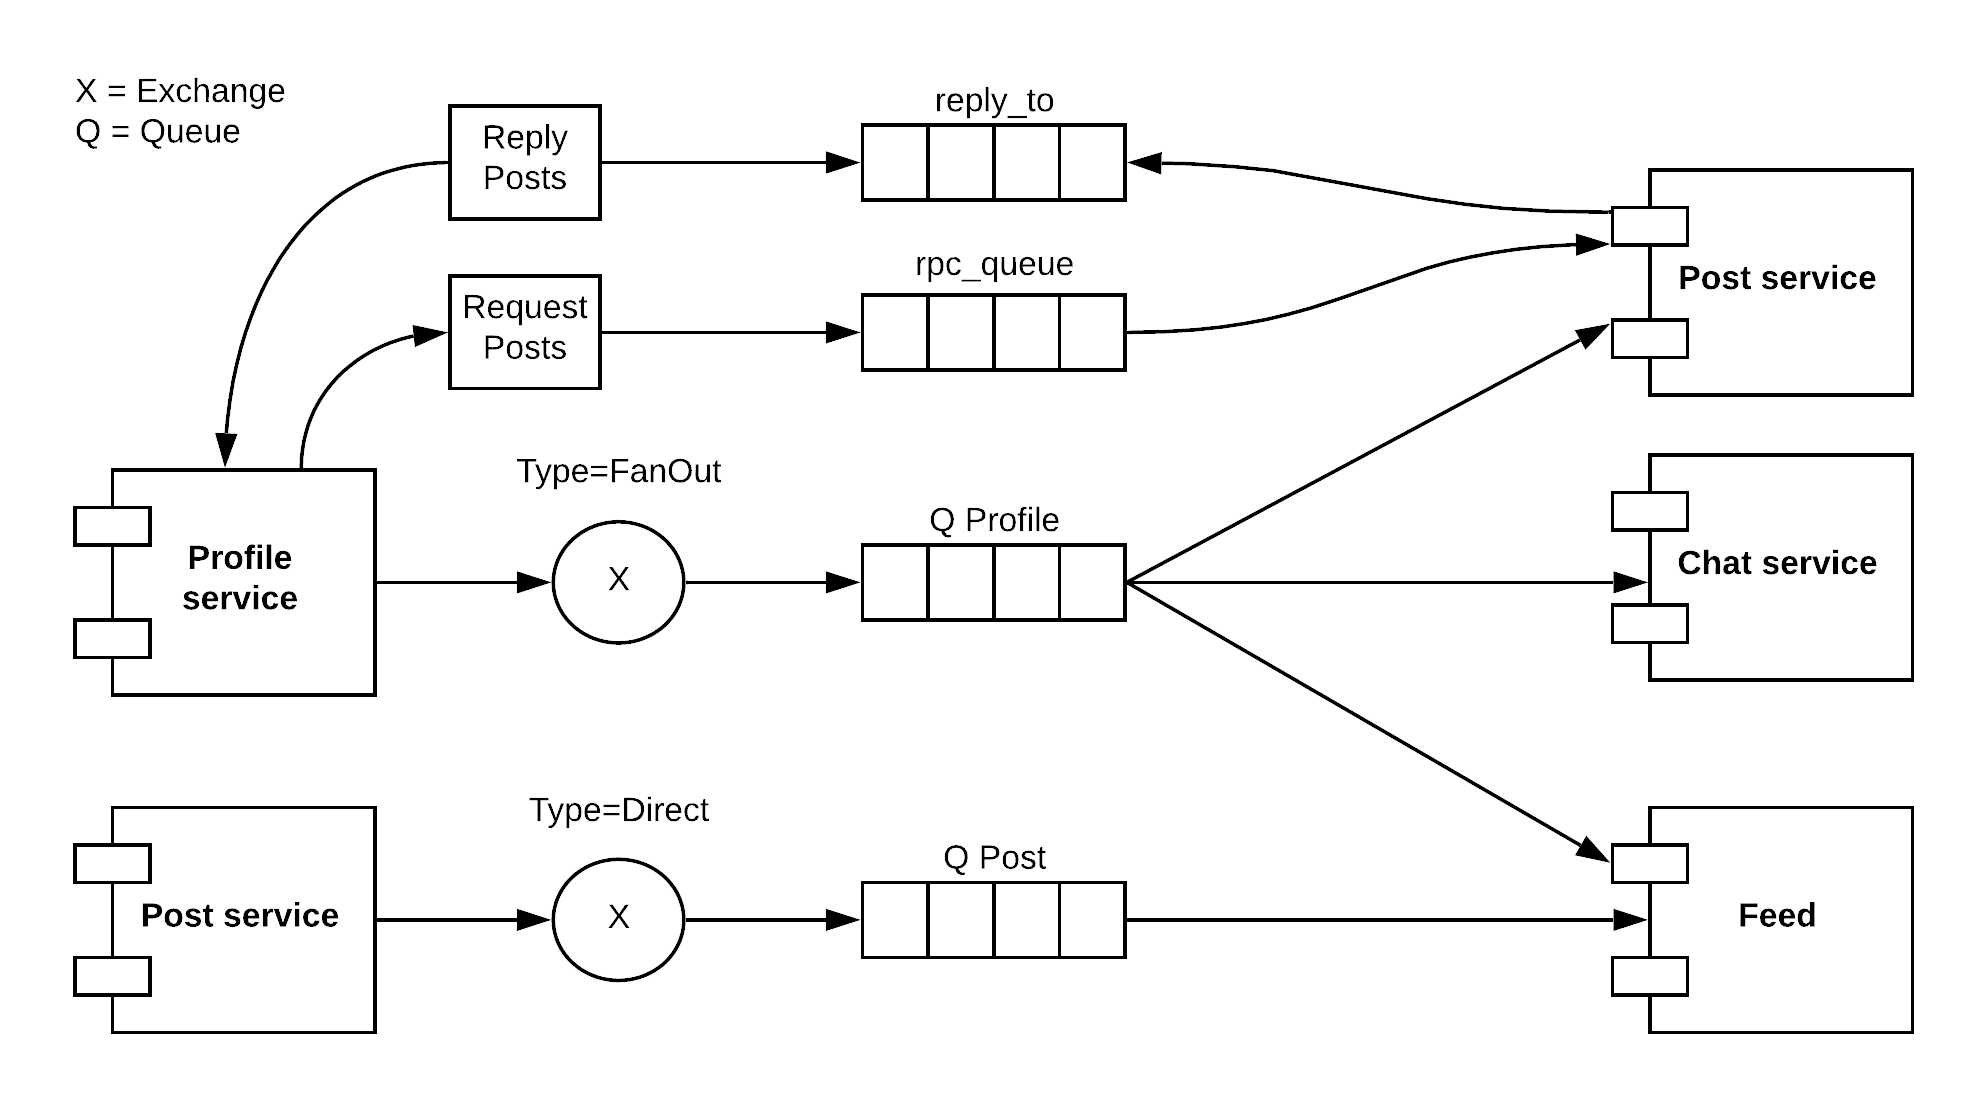 X = Exchange
Q = Queue
Reply
Posts
reply_to
Request
Posts
rpc_queue
Post service
Type=FanOut
Profile
service
X
Q Profile
Chat service
Type=Direct
Post service
X
Q Post
Feed